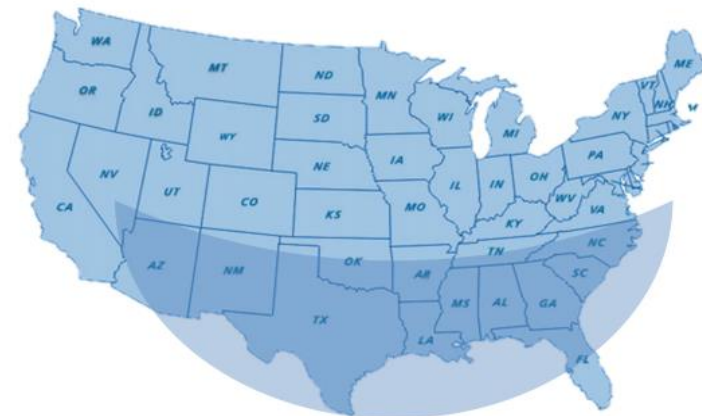 WA
MT
ND
MN
ME
VT
NH
OR
ID
SD
WI
MI
NY
WY
IA
PA
NE
NV
UT
CO
IL
IN
OH
WV
VA
CA
KS
MO
KY
AZ
NM
OK
AR
TN
NC
SC
TX
MS
AL
GA
LA
FL